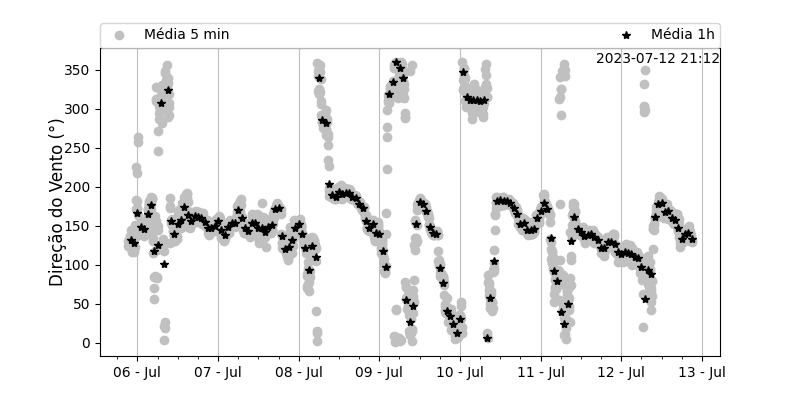 Média 5 min
Média 1h
2023-07-12 21:12
Direção do Vento (°)
350
300
250
200
150
100
50
0
06 - Jul
07 - Jul
08 - Jul
09 - Jul
10 - Jul
11 - Jul
12 - Jul
13 - Jul